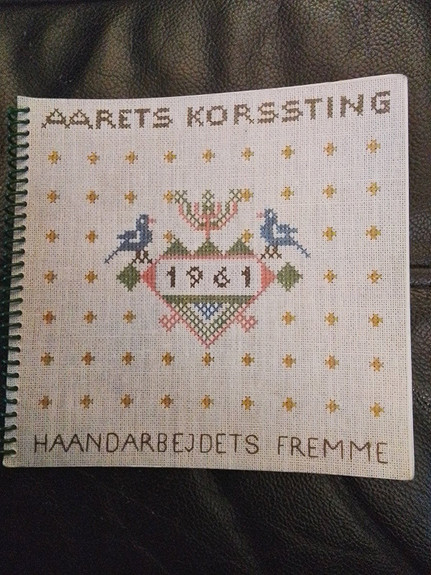 AARETS KORSSTING
1961
HAANDARBEJDETS FREMME